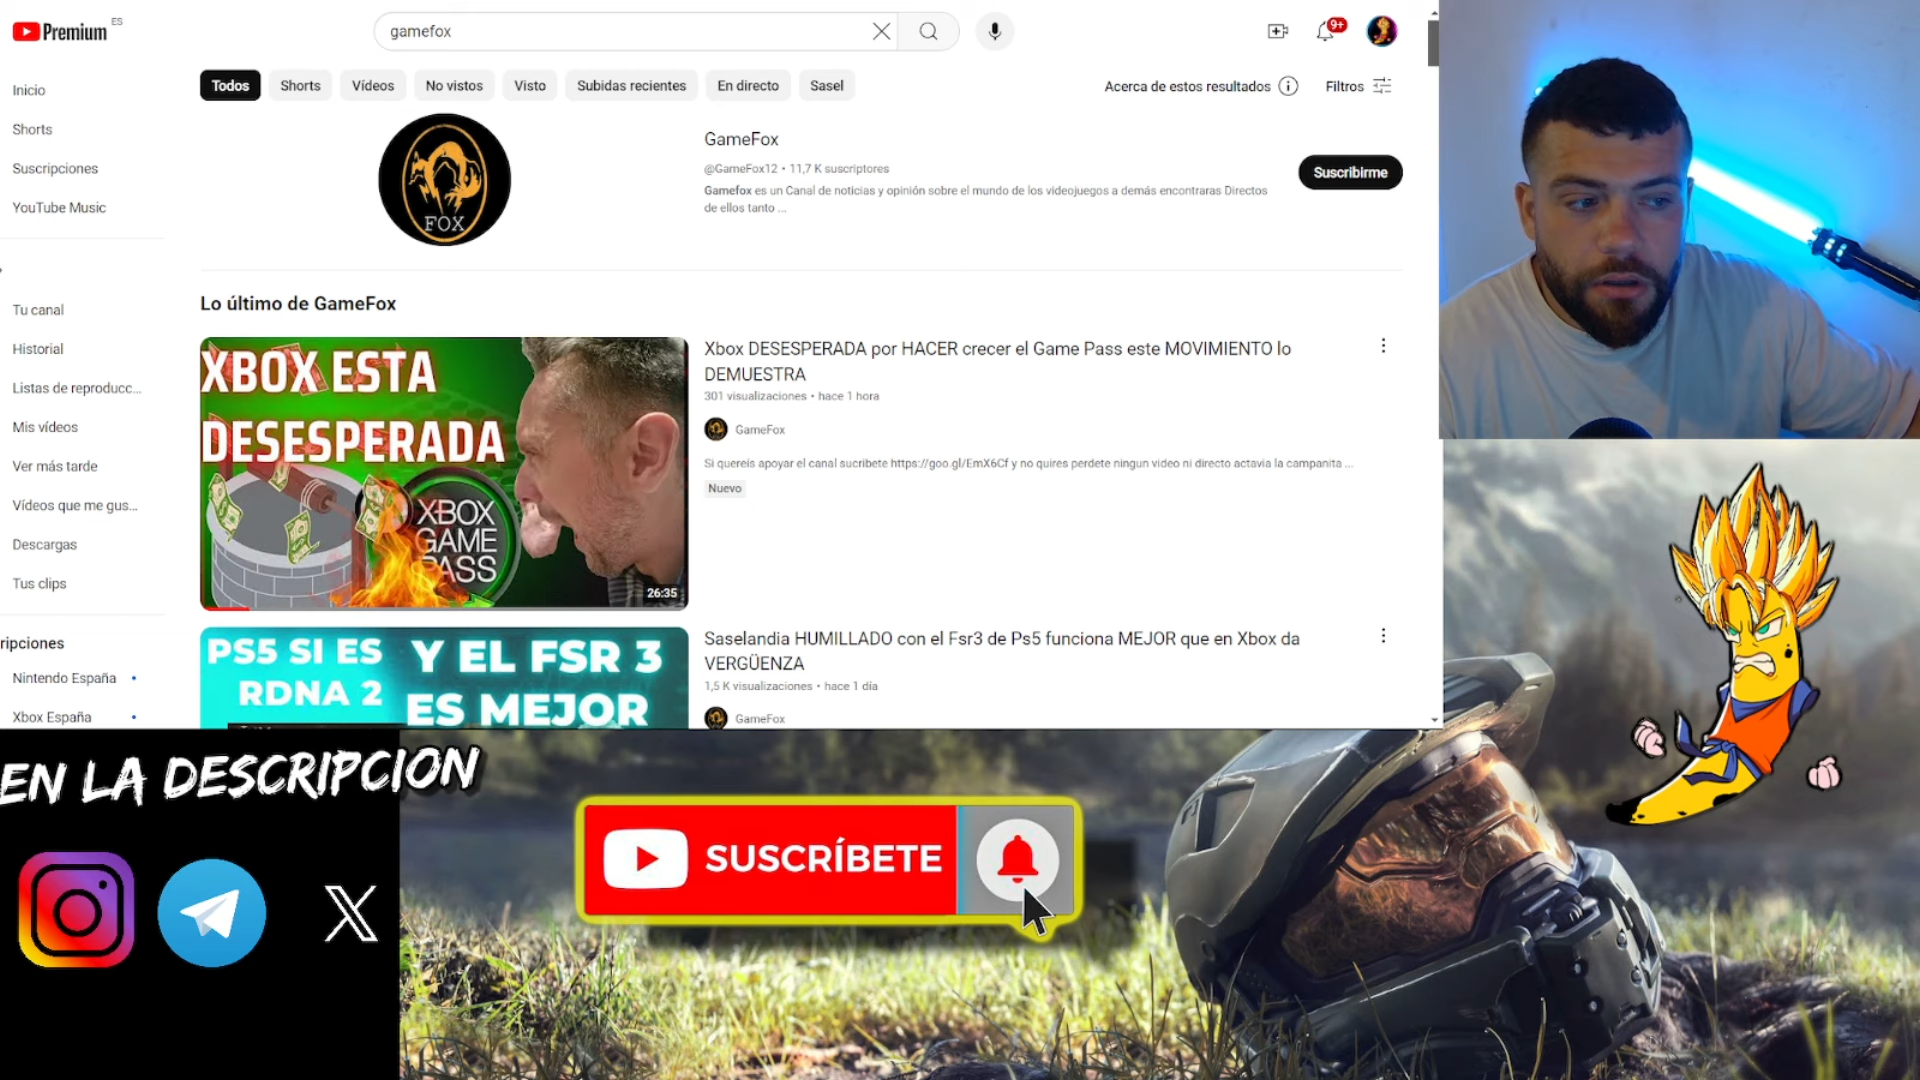 Premium ES
gamefox
9+
Inicio
Shorts
Suscripciones
YouTube Music
Tu canal
Historial
Listas de reproducc...
Mis vídeos
Ver más tarde
Vídeos que me gus...
Descargas
Tus clips
ripciones
Nintendo España
Xbox España
Todos
Shorts
Vídeos
No vistos
Visto
Subidas recientes
En directo
Sasel
Acerca de estos resultados
Filtros
FOX
GameFox
@GameFox12 • 11,7 K suscriptores
Gamefox es un Canal de noticias y opinión sobre el mundo de los videojuegos a demás encontraras Directos
de ellos tanto ...
Suscribirme
Lo último de GameFox
XBOX ESTA
DESESPERADA
XBOX
GAME
PASS
26:35
Xbox DESESPERADA por HACER crecer el Game Pass este MOVIMIENTO lo
DEMUESTRA
301 visualizaciones • hace 1 hora
GameFox
Si quereis apoyar el canal sucribete https://goo.gl/EmX6Cf y no quires perdete ningun video ni directo actavia la campanita ...
Nuevo
PS5 SI ES
RDNA 2
Y EL FSR 3
ES MEJOR
Saselandia HUMILLADO con el Fsr3 de Ps5 funciona MEJOR que en Xbox da
VERGÜENZA
1,5 K visualizaciones • hace 1 día
GameFox
EN LA DESCRIPCION
SUSCRÍBETE